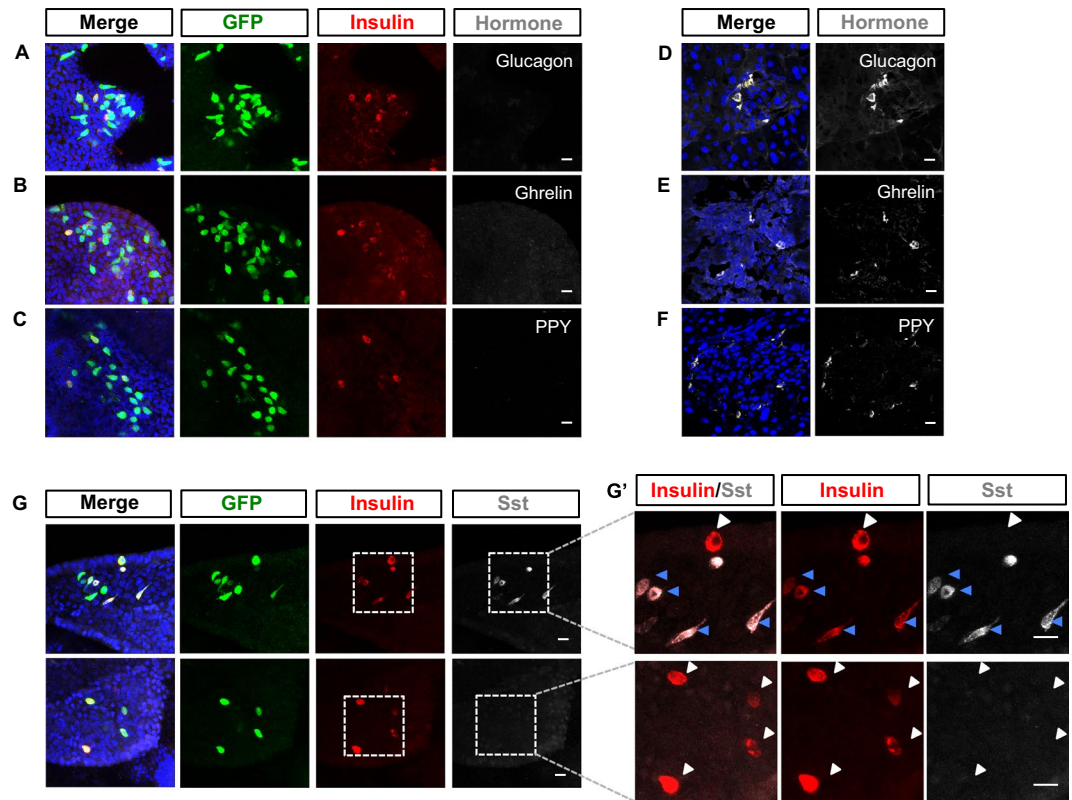 Merge GFP Insulin Hormone Merge Hormone
A Glucagon D Glucagon
B Ghrelin E Ghrelin
C PPY F PPY
G Merge GFP Insulin Sst G’ Insulin/Sst Insulin Sst